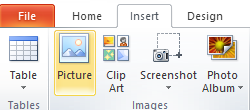 File Home Insert Design
Table Picture Clip Art Screenshot Photo Album
Tables Images